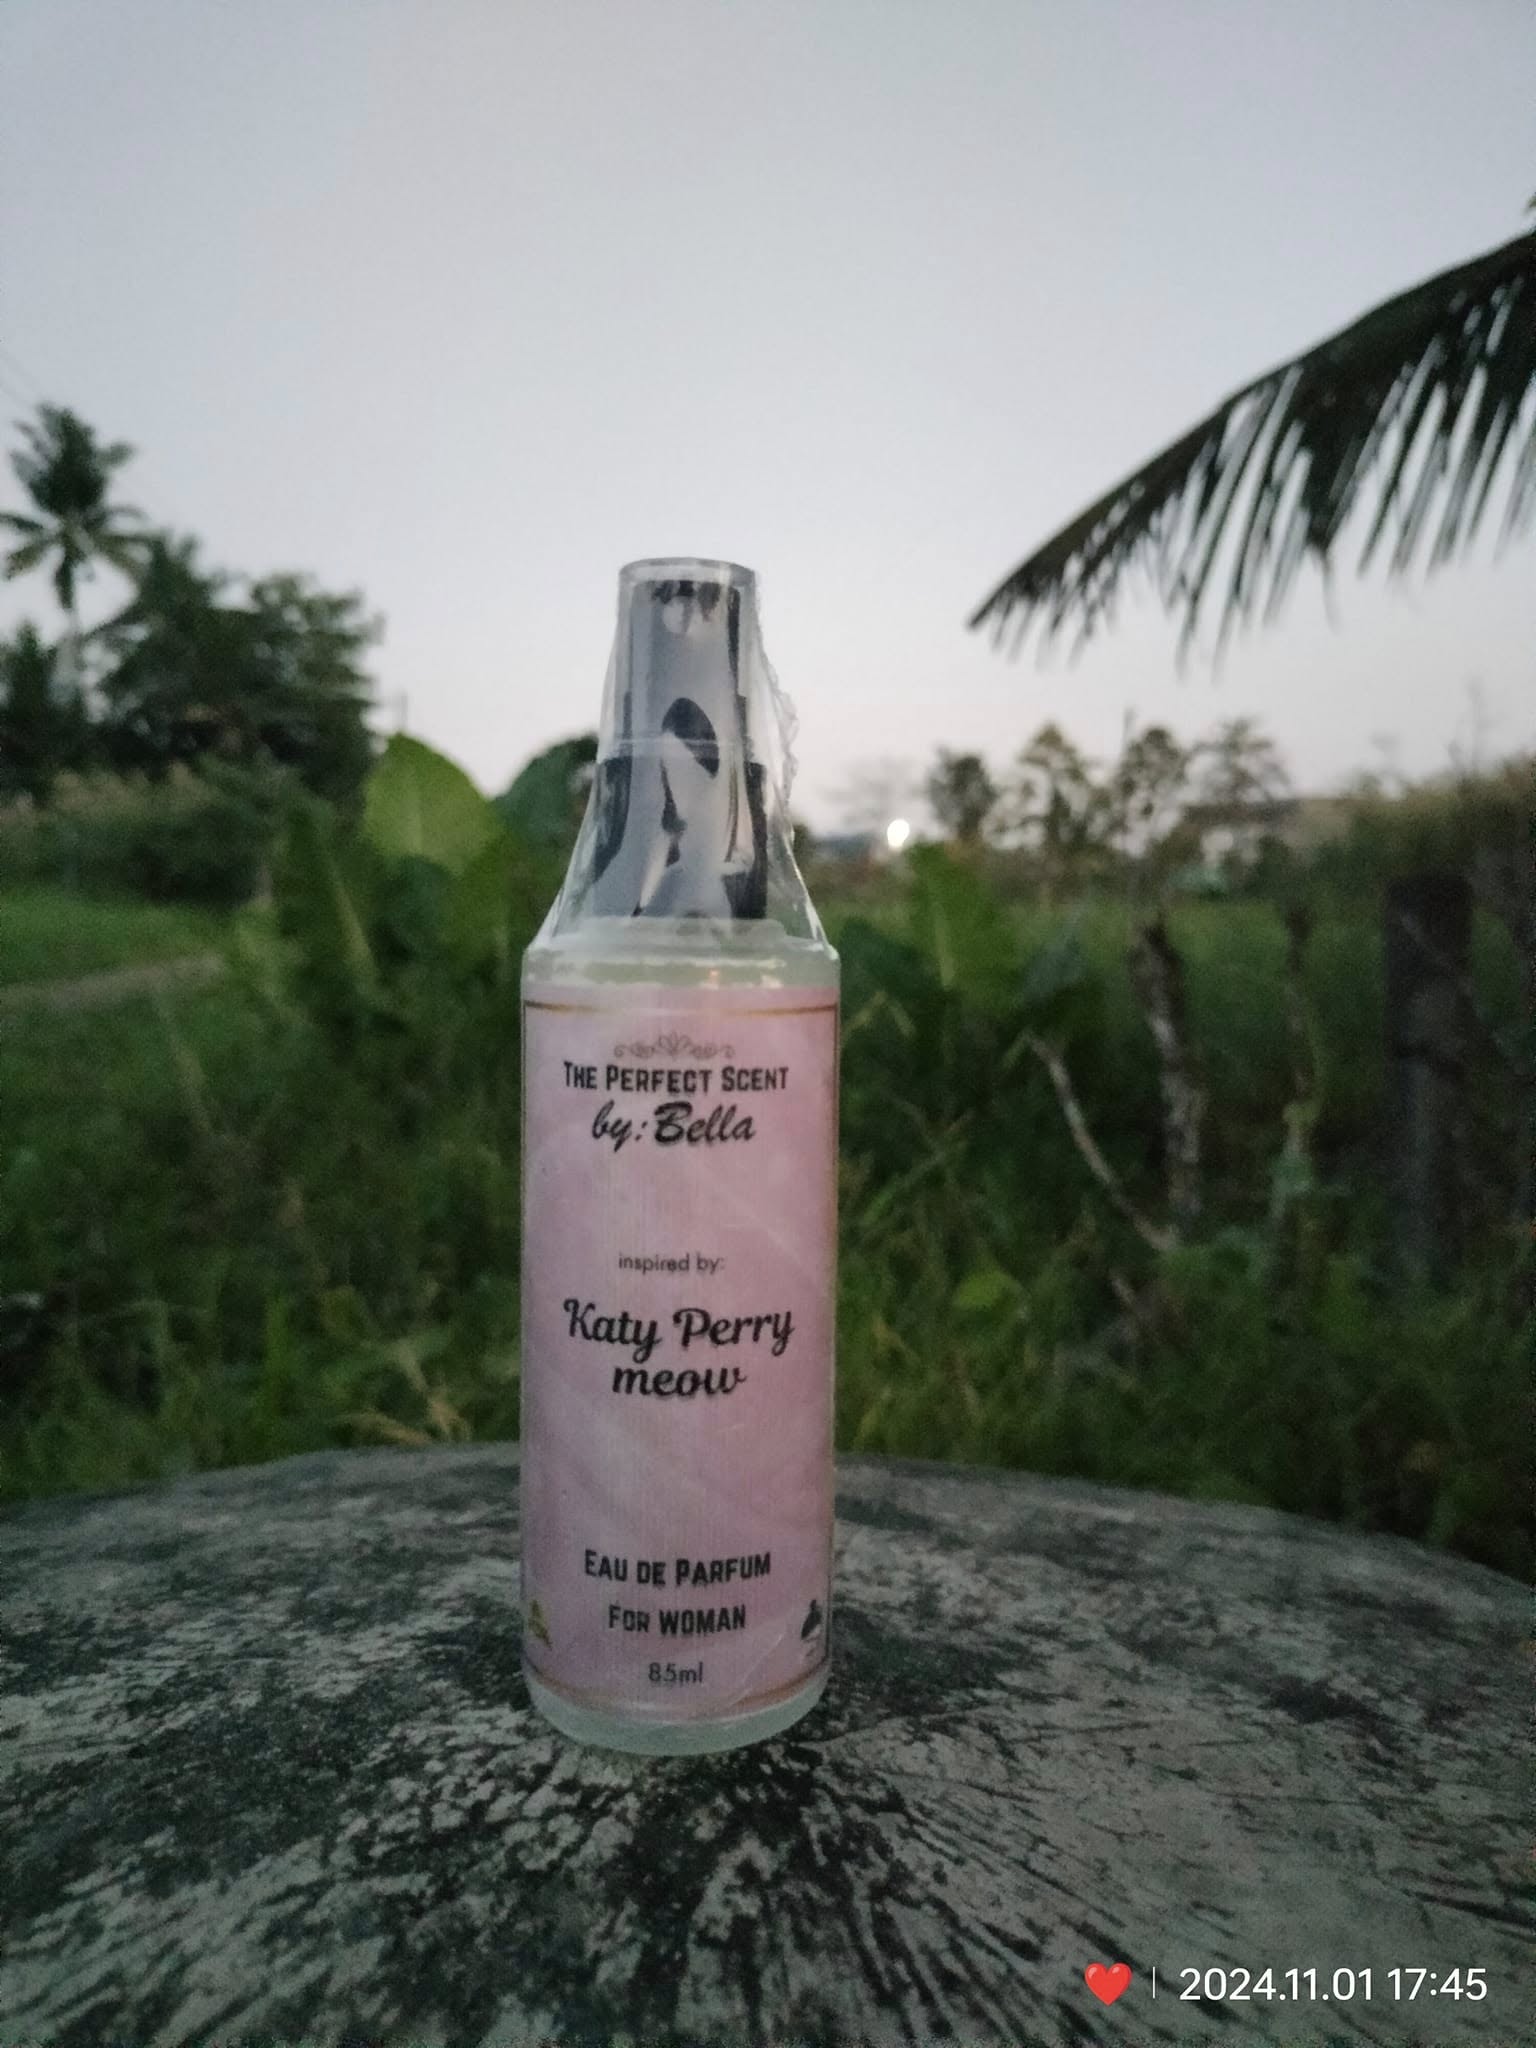 THE PERFECT SCENT
by: Bella
inspired by:
Katy Perry
meow
EAU DE PARFUM
FOR WOMAN
85ml
2024.11.01 17:45